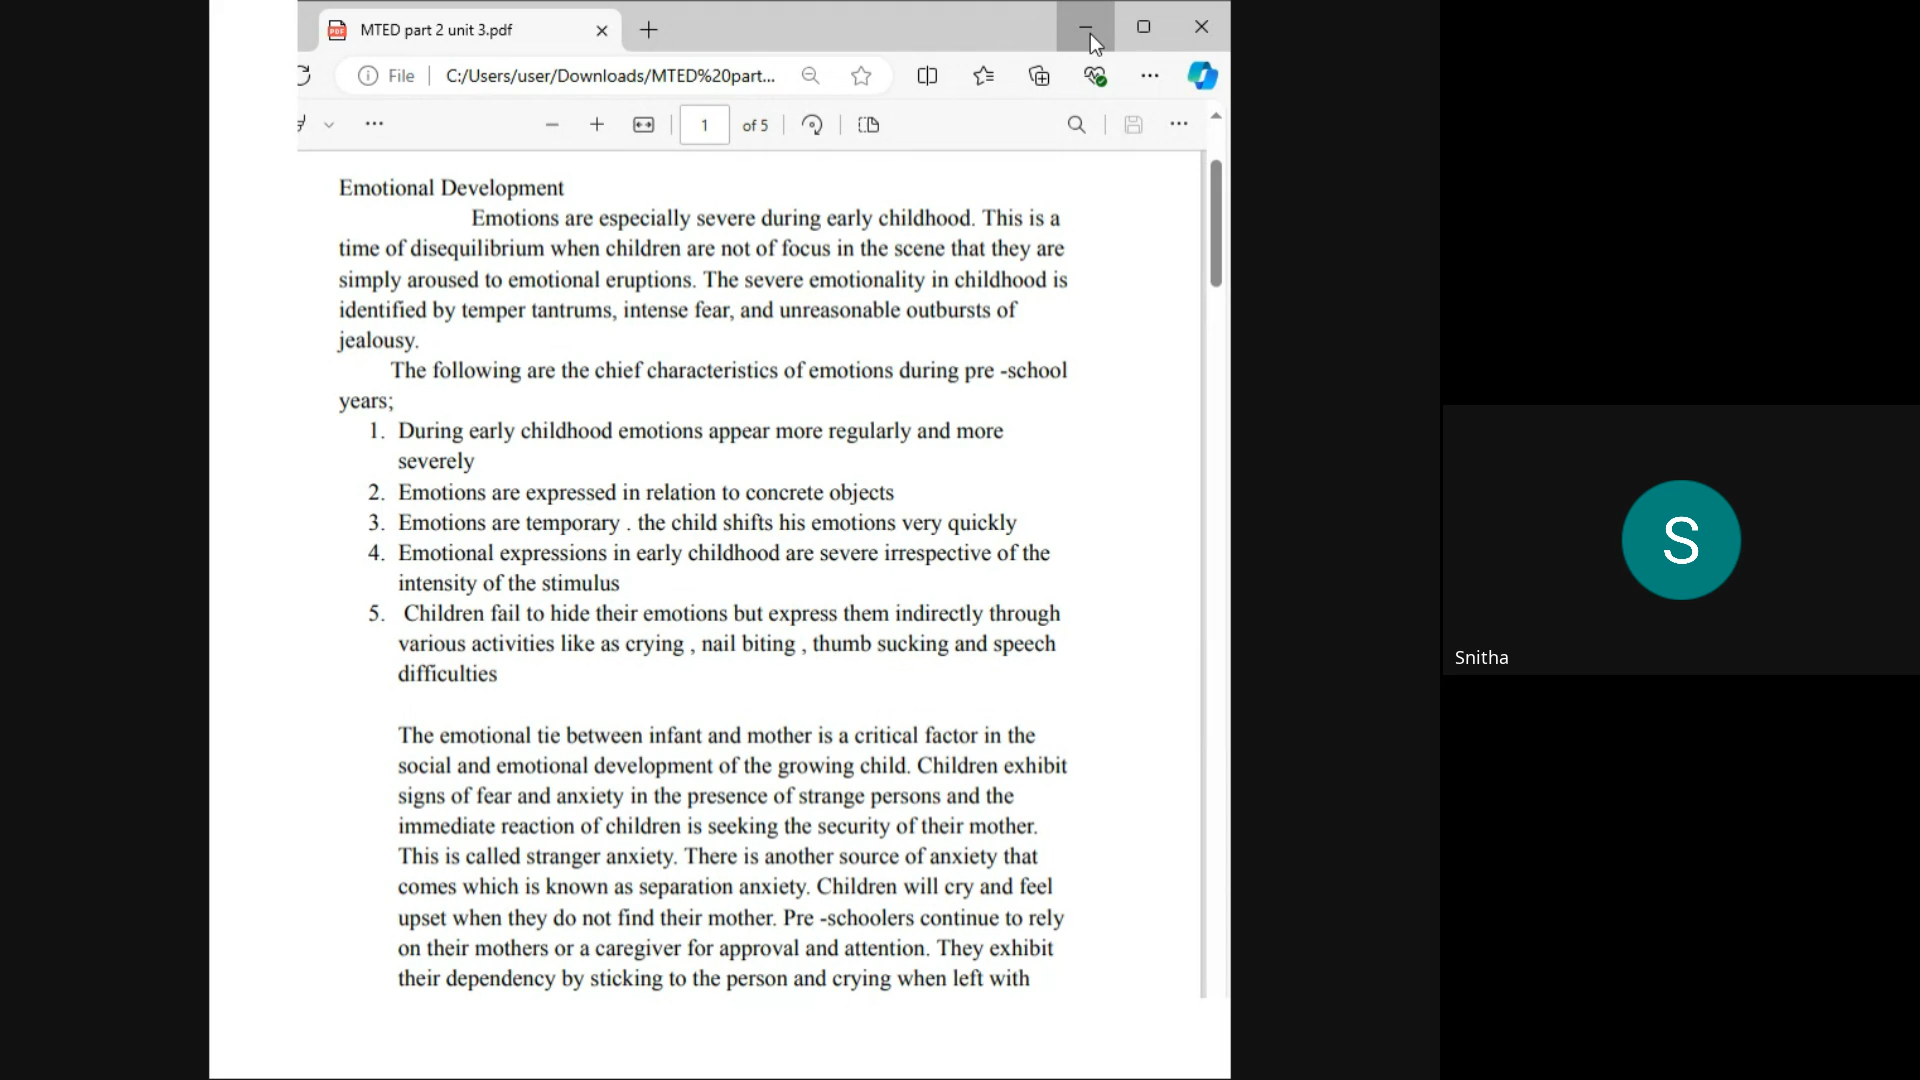 MTED part 2 unit 3.pdf
File
C:/Users/user/Downloads/MTED%20part...
1 of 5
Emotional Development
Emotions are especially severe during early childhood. This is a
time of disequilibrium when children are not of focus in the scene that they are
simply aroused to emotional eruptions. The severe emotionality in childhood is
identified by temper tantrums, intense fear, and unreasonable outbursts of
jealousy.
The following are the chief characteristics of emotions during pre -school
years;
1. During early childhood emotions appear more regularly and more
severely
2. Emotions are expressed in relation to concrete objects
3. Emotions are temporary . the child shifts his emotions very quickly
4. Emotional expressions in early childhood are severe irrespective of the
intensity of the stimulus
5. Children fail to hide their emotions but express them indirectly through
various activities like as crying , nail biting , thumb sucking and speech
difficulties
The emotional tie between infant and mother is a critical factor in the
social and emotional development of the growing child. Children exhibit
signs of fear and anxiety in the presence of strange persons and the
immediate reaction of children is seeking the security of their mother.
This is called stranger anxiety. There is another source of anxiety that
comes which is known as separation anxiety. Children will cry and feel
upset when they do not find their mother. Pre -schoolers continue to rely
on their mothers or a caregiver for approval and attention. They exhibit
their dependency by sticking to the person and crying when left with
S
Snitha